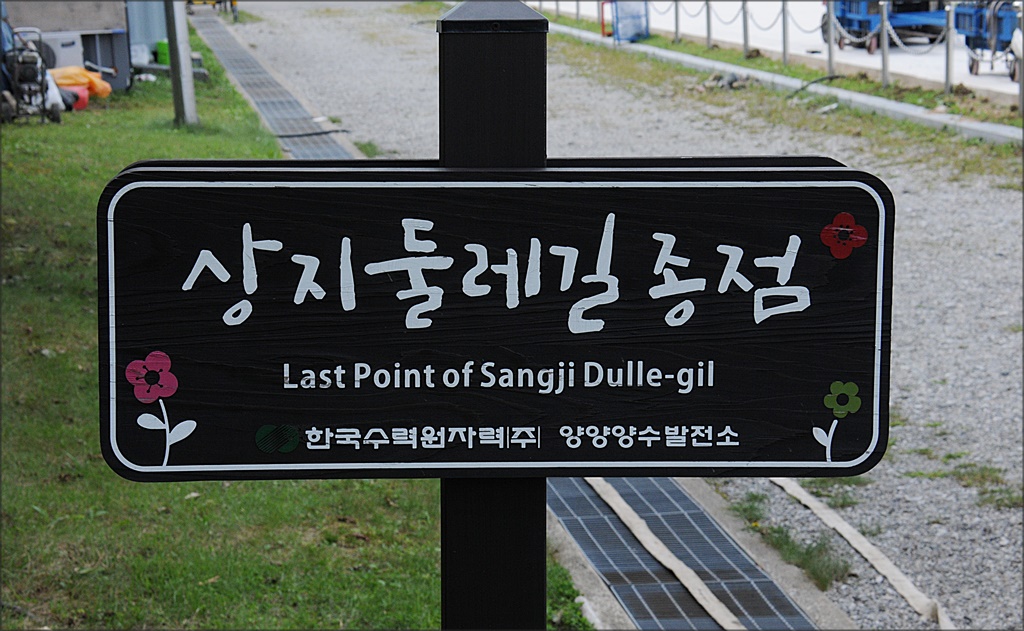 상지둘레길 종점
Last Point of Sangji Dulle-gil
한국수력원자력(주) 양양양수발전소